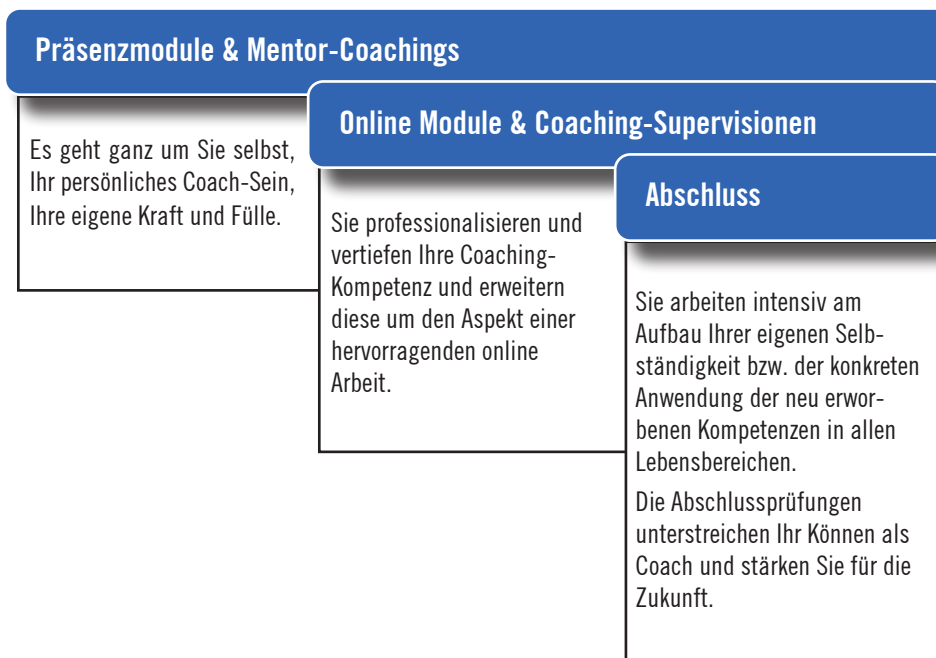 Präsenzmodule & Mentor-Coachings
Es geht ganz um Sie selbst,
Ihr persönliches Coach-Sein,
Ihre eigene Kraft und Fülle.
Online Module & Coaching-Supervisionen
Sie professionalisieren und
vertiefen Ihre Coaching-
Kompetenz und erweitern
diese um den Aspekt einer
hervorragenden online
Arbeit.
Abschluss
Sie arbeiten intensiv am
Aufbau Ihrer eigenen Selb-
ständigkeit bzw. der konkreten
Anwendung der neu erwor-
benen Kompetenzen in allen
Lebensbereichen.
Die Abschlussprüfungen
unterstreichen Ihr Können als
Coach und stärken Sie für die
Zukunft.